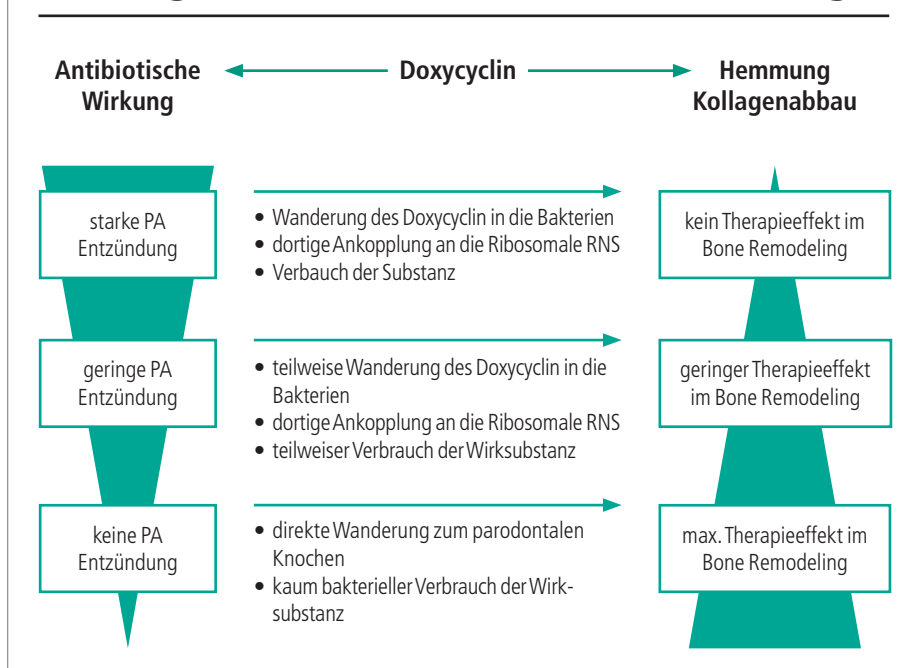 Antibiotische
Wirkung
Doxycyclin
Hemmung
Kollagenabbau
starke PA
Entzündung
• Wanderung des Doxycyclin in die Bakterien
• dortige Ankopplung an die Ribosomale RNS
• Verbauch der Substanz
kein Therapieeffekt im
Bone Remodeling
geringe PA
Entzündung
• teilweise Wanderung des Doxycyclin in die
Bakterien
• dortige Ankopplung an die Ribosomale RNS
• teilweiser Verbrauch der Wirksubstanz
geringer Therapieeffekt
im Bone Remodeling
keine PA
Entzündung
• direkte Wanderung zum parodontalen
Knochen
• kaum bakterieller Verbrauch der Wirk-
substanz
max. Therapieeffekt im
Bone Remodeling